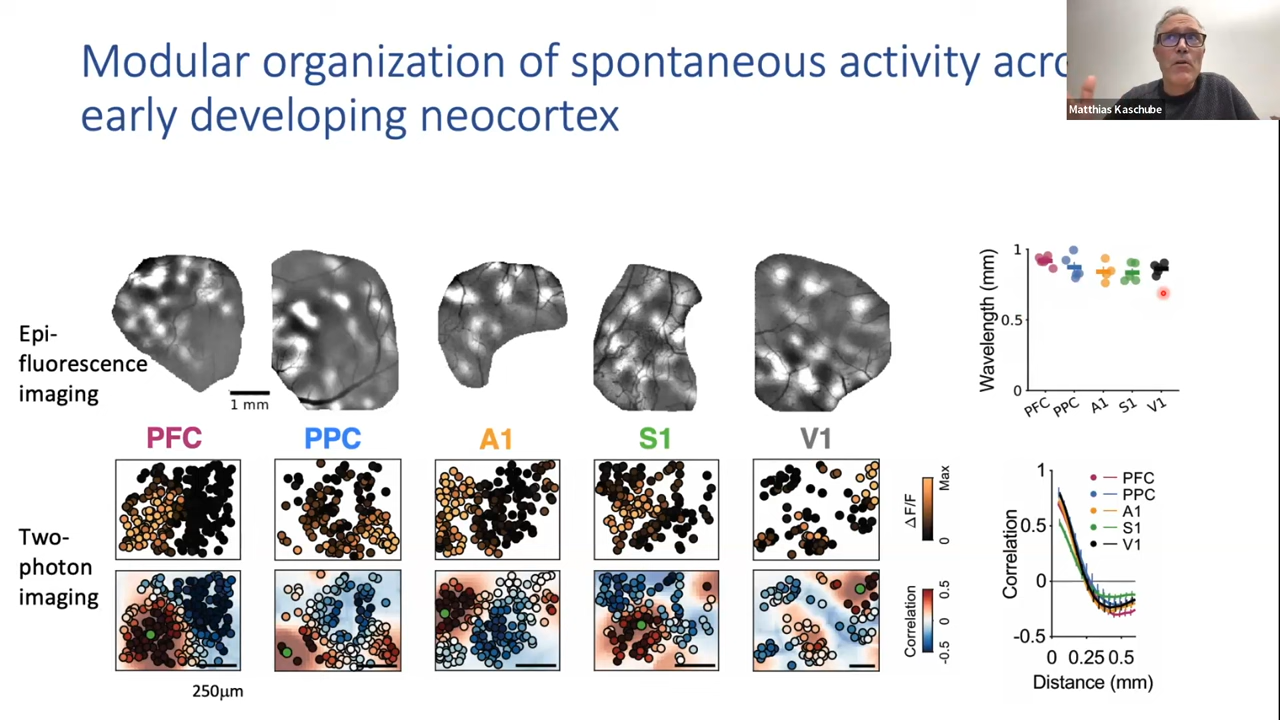 Modular organization of spontaneous activity
early developing neocortex
Matthias Kaschube
Epi-
fluorescence
imaging
1 mm
PFC
PPC
A1
S1
V1
Wavelength (mm)
1
0.5
0
PFC
PPC
A1
S1
V1
Two-
photon
imaging
250μm
ΔF/F
Max
0
Correlation
0.5
0
-0.5
Correlation
1
0.5
0
-0.5
PFC
PPC
A1
S1
V1
0 0.25 0.5
Distance (mm)